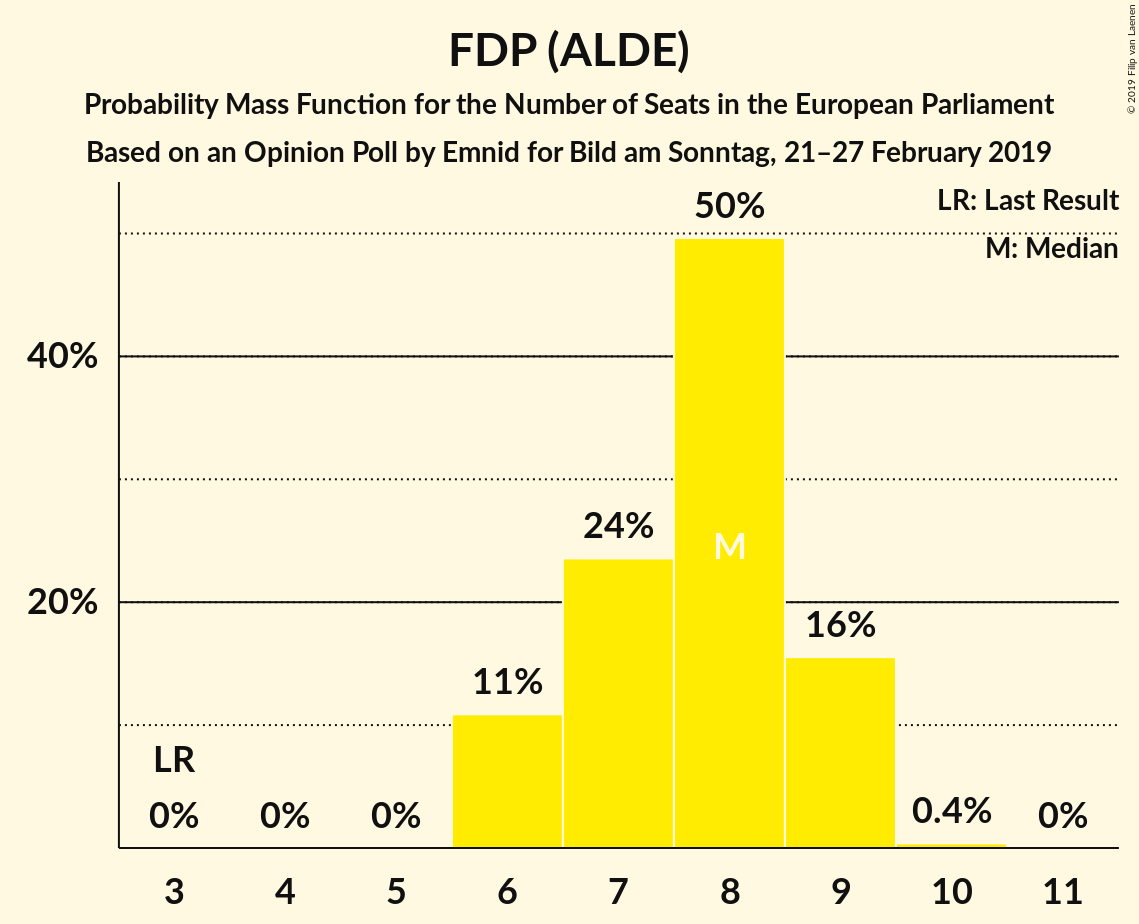 FDP (ALDE)
Probability Mass Function for the Number of Seats in the European Parliament
Based on an Opinion Poll by Emnid for Bild am Sonntag, 21–27 February 2019
© 2019 Filip van Laenen
LR: Last Result
M: Median
50%
40%
24%
M
20%
16%
11%
LR
0%
0%
0%
0.4%
0%
3 4 5 6 7 8 9 10 11